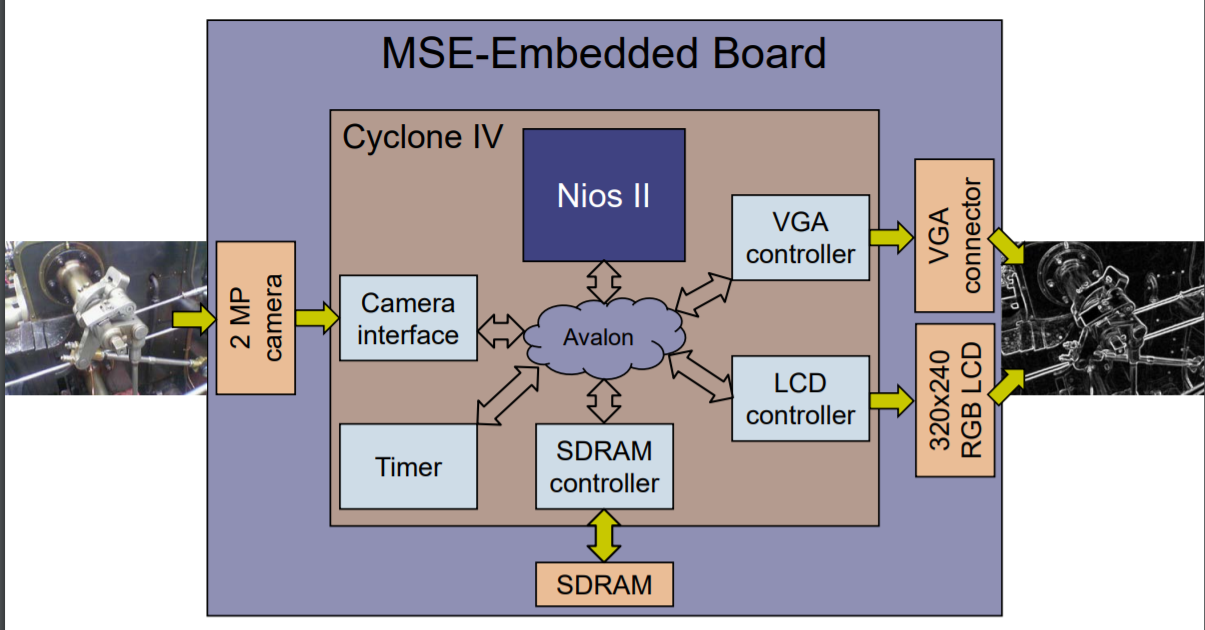 MSE-Embedded Board
Cyclone IV
Nios II
VGA
controller
VGA
connector
2 MP
camera
Camera
interface
Avalon
LCD
controller
320x240
RGB LCD
Timer
SDRAM
controller
SDRAM